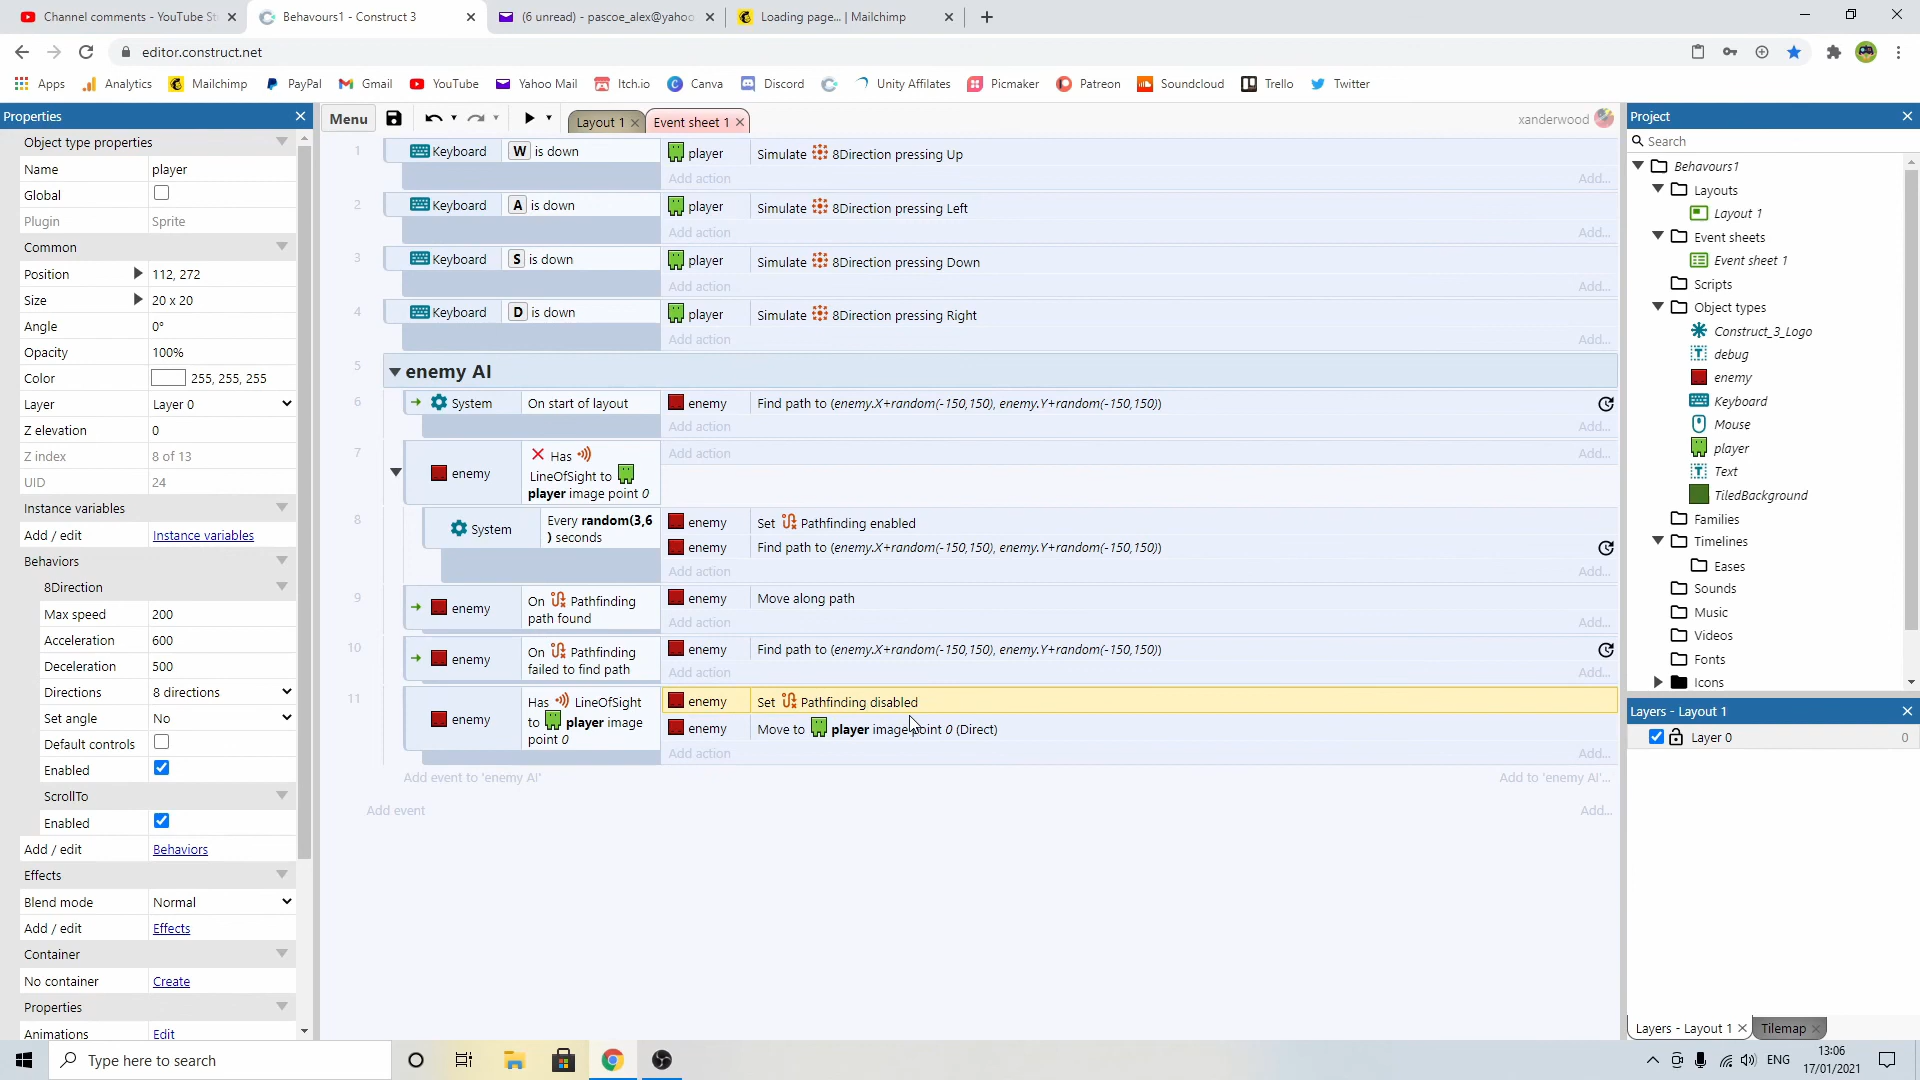 Channel comments - YouTube St
Behavours1 - Construct 3
(6 unread) - pascoe_alex@yahoo
Loading page... | Mailchimp
editor.construct.net
Apps
Analytics
Mailchimp
PayPal
Gmail
YouTube
Yahoo Mail
Itch.io
Canva
Discord
Unity Affilates
Picmaker
Patreon
Soundcloud
Trello
Twitter
Properties
Object type properties
Name player
Global
Plugin Sprite
Common
Position 112, 272
Size 20 x 20
Angle 0°
Opacity 100%
Color 255, 255, 255
Layer Layer 0
Z elevation 0
Z index 8 of 13
UID 24
Instance variables
Add / edit Instance variables
Behaviors
8Direction
Max speed 200
Acceleration 600
Deceleration 500
Directions 8 directions
Set angle No
Default controls
Enabled
ScrollTo
Enabled
Add / edit Behaviors
Effects
Blend mode Normal
Add / edit Effects
Container
No container Create
Properties
Animations Edit
Menu
Layout 1
Event sheet 1
xanderwood
1 Keyboard W is down player Simulate 8Direction pressing Up
Add action Add...
2 Keyboard A is down player Simulate 8Direction pressing Left
Add action Add...
3 Keyboard S is down player Simulate 8Direction pressing Down
Add action Add...
4 Keyboard D is down player Simulate 8Direction pressing Right
Add action Add...
5 enemy AI
6 System On start of layout enemy Find path to (enemy.X+random(-150,150), enemy.Y+random(-150,150))
Add action Add...
7 enemy Has
LineOfSight to
player image point 0
Add action Add...
8 System Every random(3,6
) seconds
enemy Set Pathfinding enabled
enemy Find path to (enemy.X+random(-150,150), enemy.Y+random(-150,150))
Add action Add...
9 enemy On Pathfinding
path found
enemy Move along path
Add action Add...
10 enemy On Pathfinding
failed to find path
enemy Find path to (enemy.X+random(-150,150), enemy.Y+random(-150,150))
Add action Add...
11 enemy Has LineOfSight
to player image
point 0
enemy Set Pathfinding disabled
enemy Move to player image point 0 (Direct)
Add action Add...
Add event to 'enemy AI' Add to 'enemy AI'...
Add event Add...
Project
Search
Behavours1
Layouts
Layout 1
Event sheets
Event sheet 1
Scripts
Object types
Construct_3_Logo
debug
enemy
Keyboard
Mouse
player
Text
TiledBackground
Families
Timelines
Eases
Sounds
Music
Videos
Fonts
Icons
Layers - Layout 1
Layer 0 0
Layers - Layout 1
Tilemap
Type here to search
ENG
13:06
17/01/2021